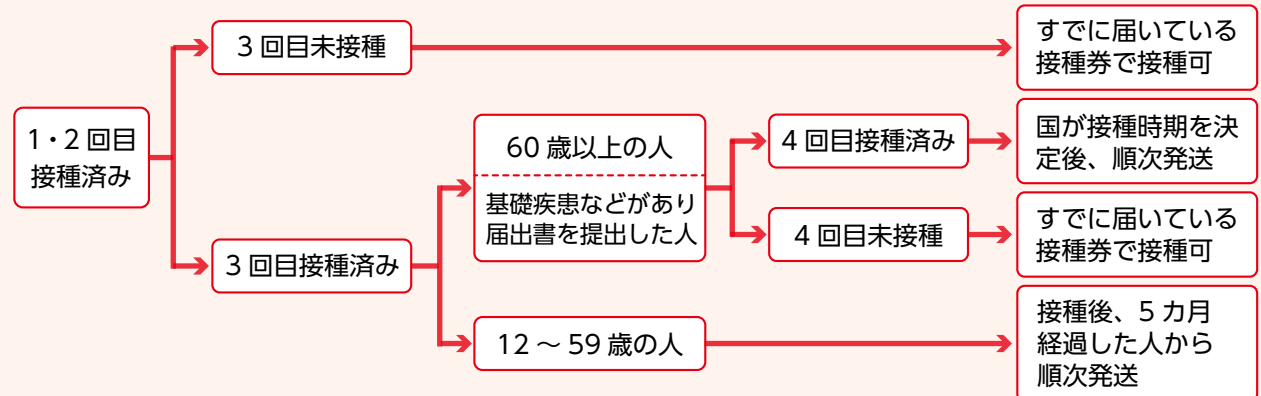 1・2 回目
接種済み
3 回目未接種
すでに届いている
接種券で接種可
3 回目接種済み
60 歳以上の人
基礎疾患などがあり
届出書を提出した人
4 回目接種済み
国が接種時期を決
定後、順次発送
4 回目未接種
すでに届いている
接種券で接種可
12 ～ 59 歳の人
接種後、5 カ月
経過した人から
順次発送